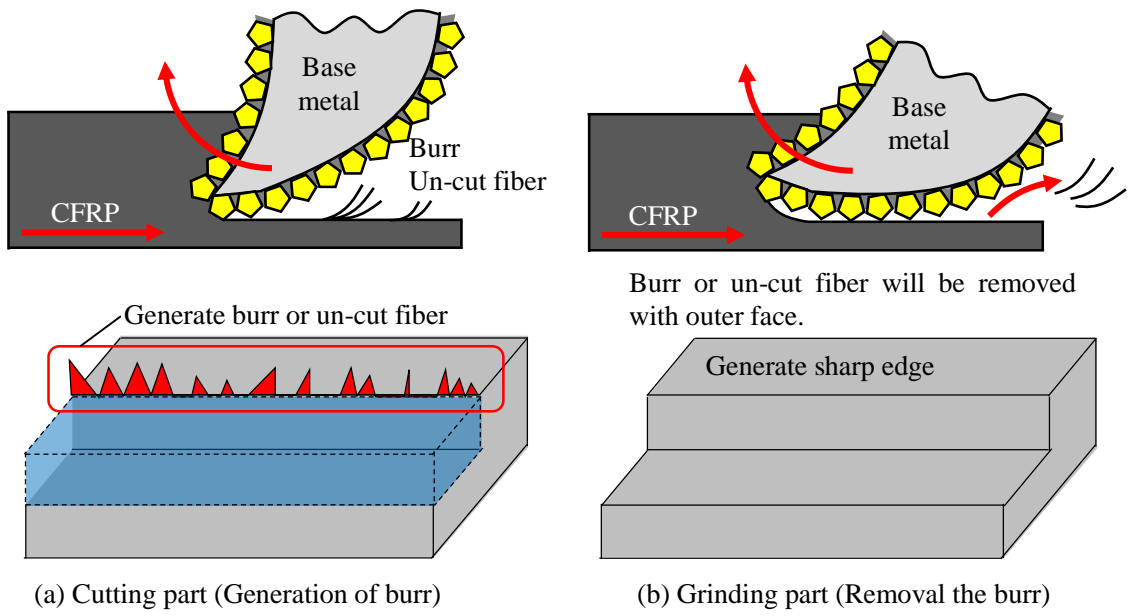 Base
metal
Burr
Un-cut fiber
CFRP
Generate burr or un-cut fiber
(a) Cutting part (Generation of burr)
Base
metal
CFRP
Burr or un-cut fiber will be removed
with outer face.
Generate sharp edge
(b) Grinding part (Removal the burr)